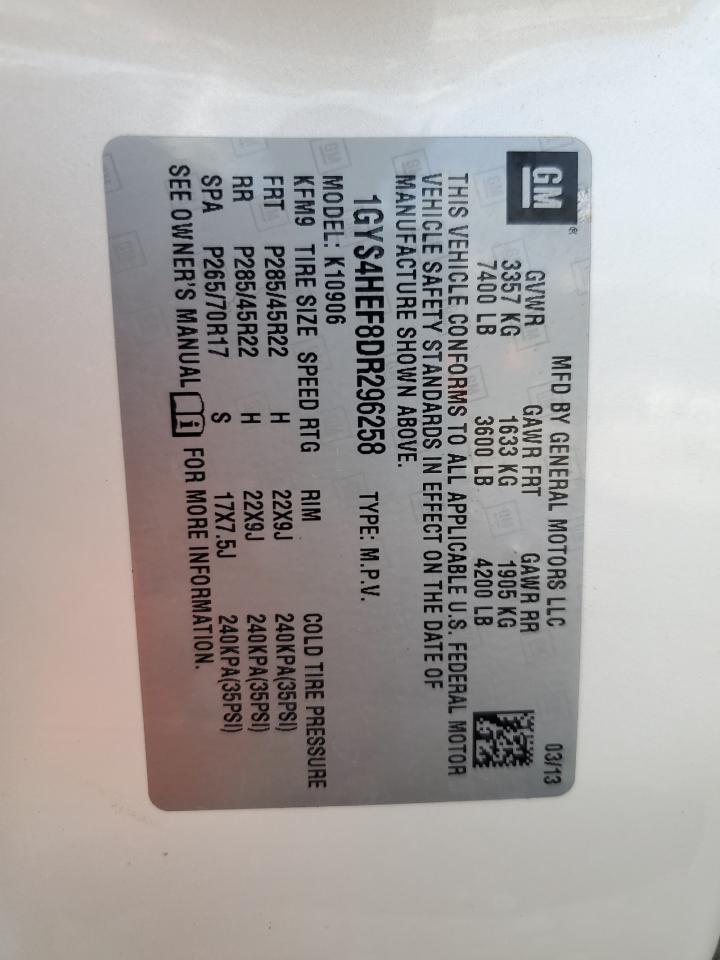 GM®
MFD BY GENERAL MOTORS LLC 03/13
GVWR GAWR FRT GAWR RR
3357 KG 1633 KG 1905 KG
7400 LB 3600 LB 4200 LB
THIS VEHICLE CONFORMS TO ALL APPLICABLE U.S. FEDERAL MOTOR
VEHICLE SAFETY STANDARDS IN EFFECT ON THE DATE OF
MANUFACTURE SHOWN ABOVE.
1GYS4HEF8DR296258 TYPE: M.P.V.
MODEL: K10906
KFM9 TIRE SIZE SPEED RTG RIM COLD TIRE PRESSURE
FRT P285/45R22 H 22X9J 240KPA(35PSI)
RR P285/45R22 H 22X9J 240KPA(35PSI)
SPA P265/70R17 S 17X7.5J 240KPA(35PSI)
SEE OWNER'S MANUAL i FOR MORE INFORMATION.